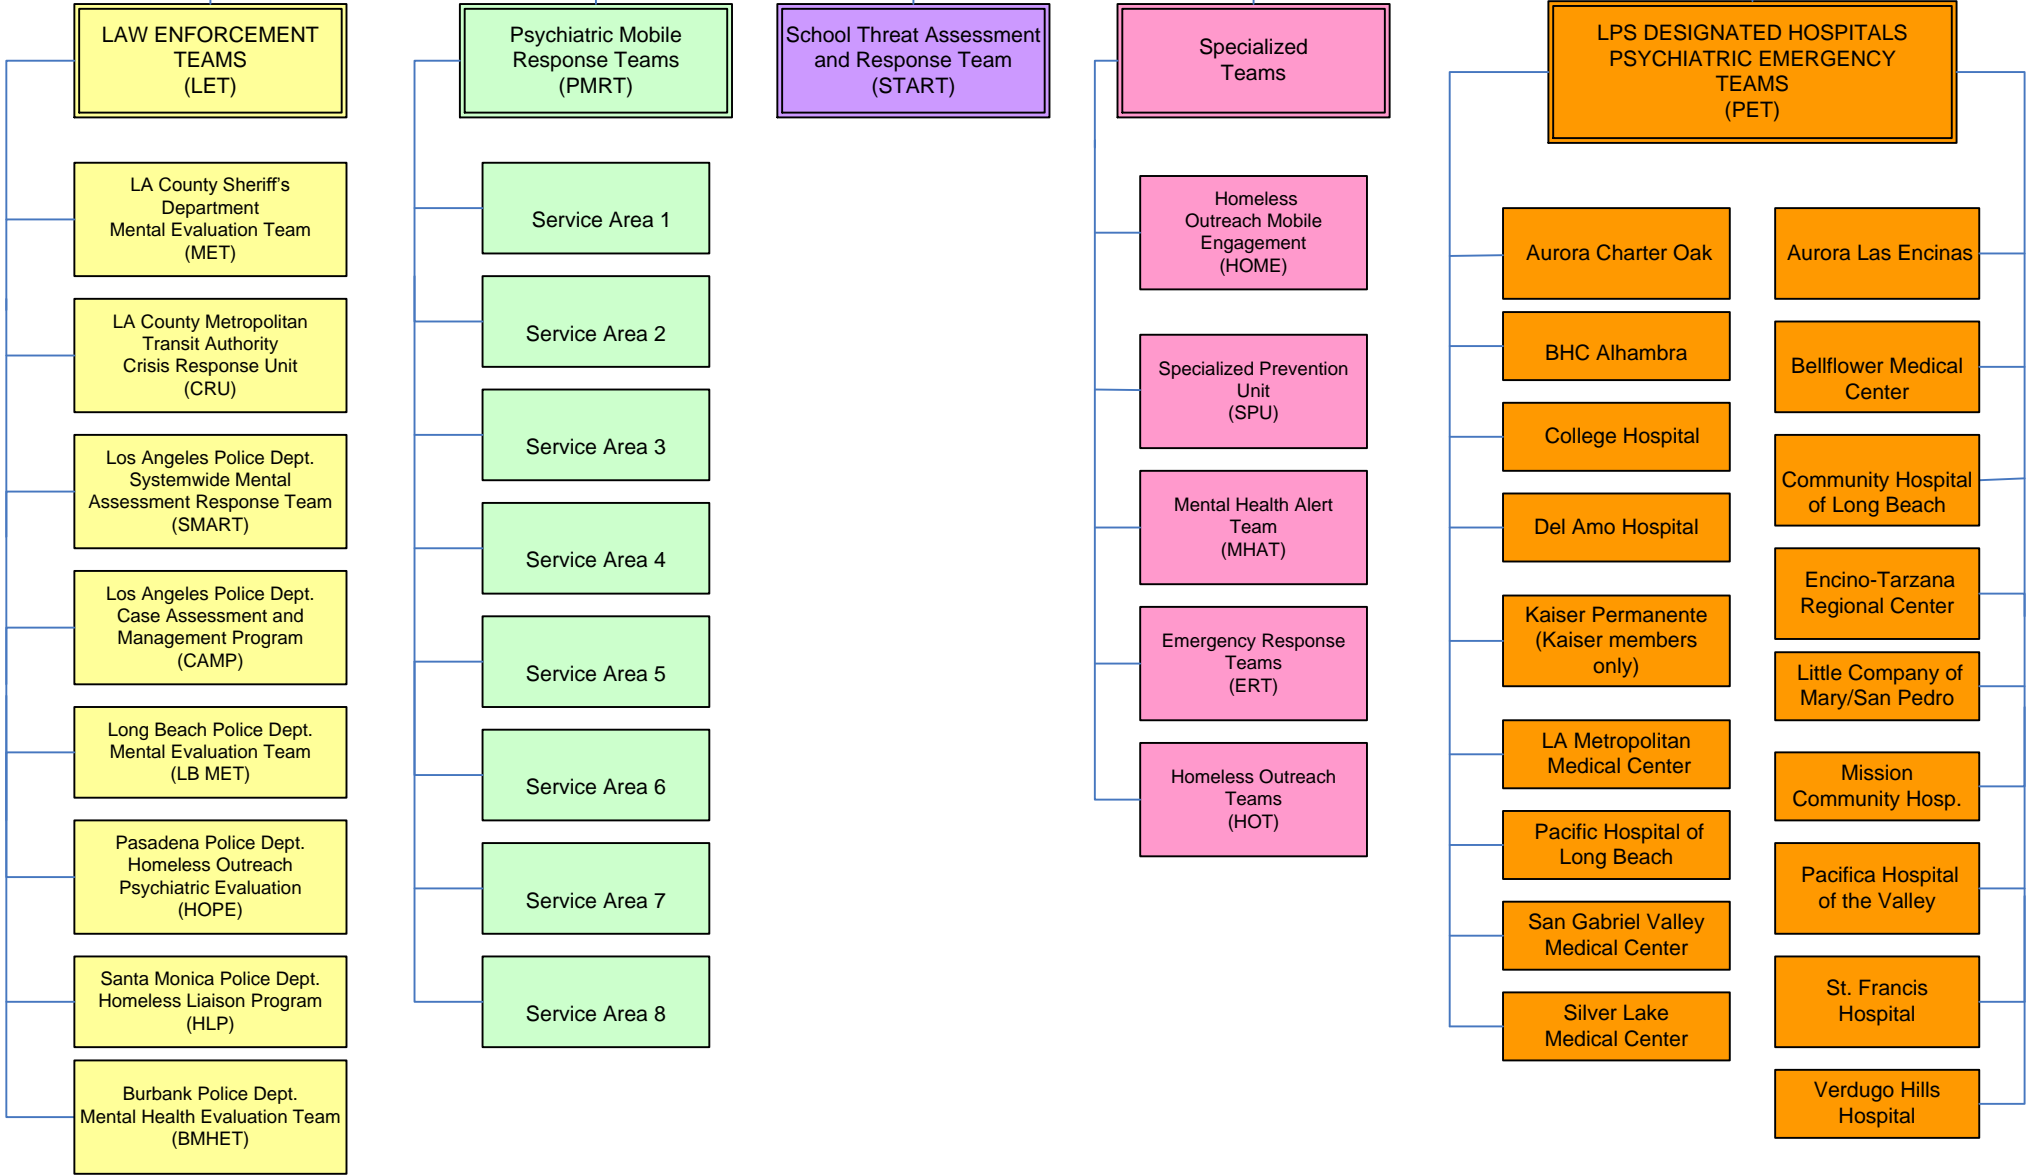 LAW ENFORCEMENT
TEAMS
(LET)
LA County Sheriff's
Department
Mental Evaluation Team
(MET)
LA County Metropolitan
Transit Authority
Crisis Response Unit
(CRU)
Los Angeles Police Dept.
Systemwide Mental
Assessment Response Team
(SMART)
Los Angeles Police Dept.
Case Assessment and
Management Program
(CAMP)
Long Beach Police Dept.
Mental Evaluation Team
(LB MET)
Pasadena Police Dept.
Homeless Outreach
Psychiatric Evaluation
(HOPE)
Santa Monica Police Dept.
Homeless Liaison Program
(HLP)
Burbank Police Dept.
Mental Health Evaluation Team
(BMHET)
Psychiatric Mobile
Response Teams
(PMRT)
Service Area 1
Service Area 2
Service Area 3
Service Area 4
Service Area 5
Service Area 6
Service Area 7
Service Area 8
School Threat Assessment
and Response Team
(START)
Specialized
Teams
Homeless
Outreach Mobile
Engagement
(HOME)
Specialized Prevention
Unit
(SPU)
Mental Health Alert
Team
(MHAT)
Emergency Response
Teams
(ERT)
Homeless Outreach
Teams
(HOT)
LPS DESIGNATED HOSPITALS
PSYCHIATRIC EMERGENCY
TEAMS
(PET)
Aurora Charter Oak
BHC Alhambra
College Hospital
Del Amo Hospital
Kaiser Permanente
(Kaiser members
only)
LA Metropolitan
Medical Center
Pacific Hospital of
Long Beach
San Gabriel Valley
Medical Center
Silver Lake
Medical Center
Aurora Las Encinas
Bellflower Medical
Center
Community Hospital
of Long Beach
Encino-Tarzana
Regional Center
Little Company of
Mary/San Pedro
Mission
Community Hosp.
Pacifica Hospital
of the Valley
St. Francis
Hospital
Verdugo Hills
Hospital